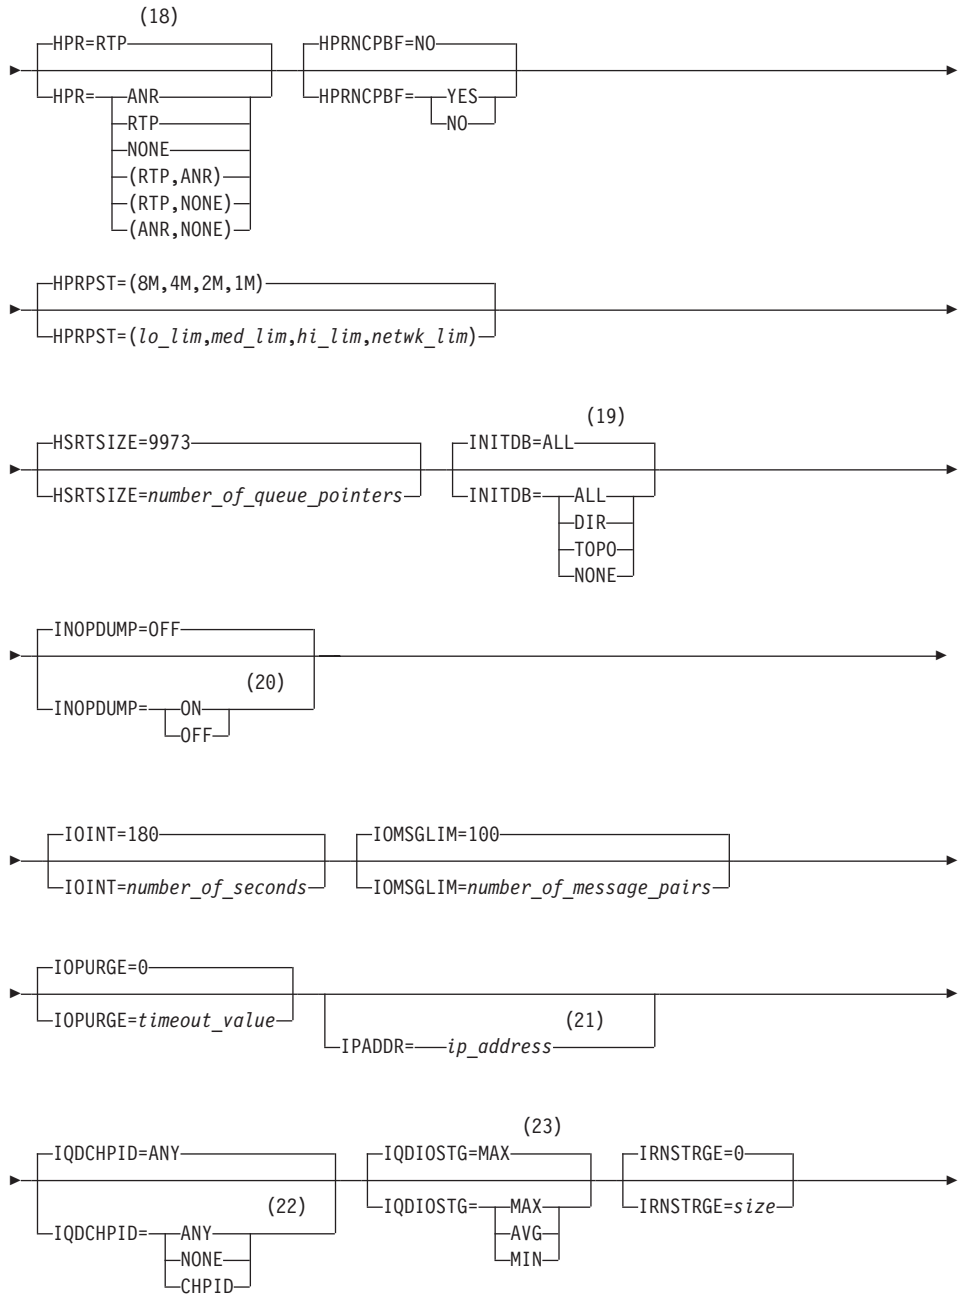 (18)
HPR=RTP HPRNCPBF=NO
HPR= ANR HPRNCPBF= YES
RTP NO
NONE
(RTP,ANR)
(RTP,NONE)
(ANR,NONE)
HPRPST=(8M,4M,2M,1M)
HPRPST=(lo_lim,med_lim,hi_lim,netwk_lim)
(19)
HSRTSIZE=9973 INITDB=ALL
HSRTSIZE=number_of_queue_pointers INITDB= ALL
DIR
TOPO
NONE
INOPDUMP=OFF
(20)
INOPDUMP= ON
OFF
IOINT=180 IOMSGLIM=100
IOINT=number_of_seconds IOMSGLIM=number_of_message_pairs
IOPURGE=0
IOPURGE=timeout_value (21)
IPADDR= ip_address
(23)
IQDCHPID=ANY IQDIOSTG=MAX IRNSTRGE=0
(22) IQDIOSTG= MAX IRNSTRGE=size
IQDCHPID= ANY AVG
NONE MIN
CHPID